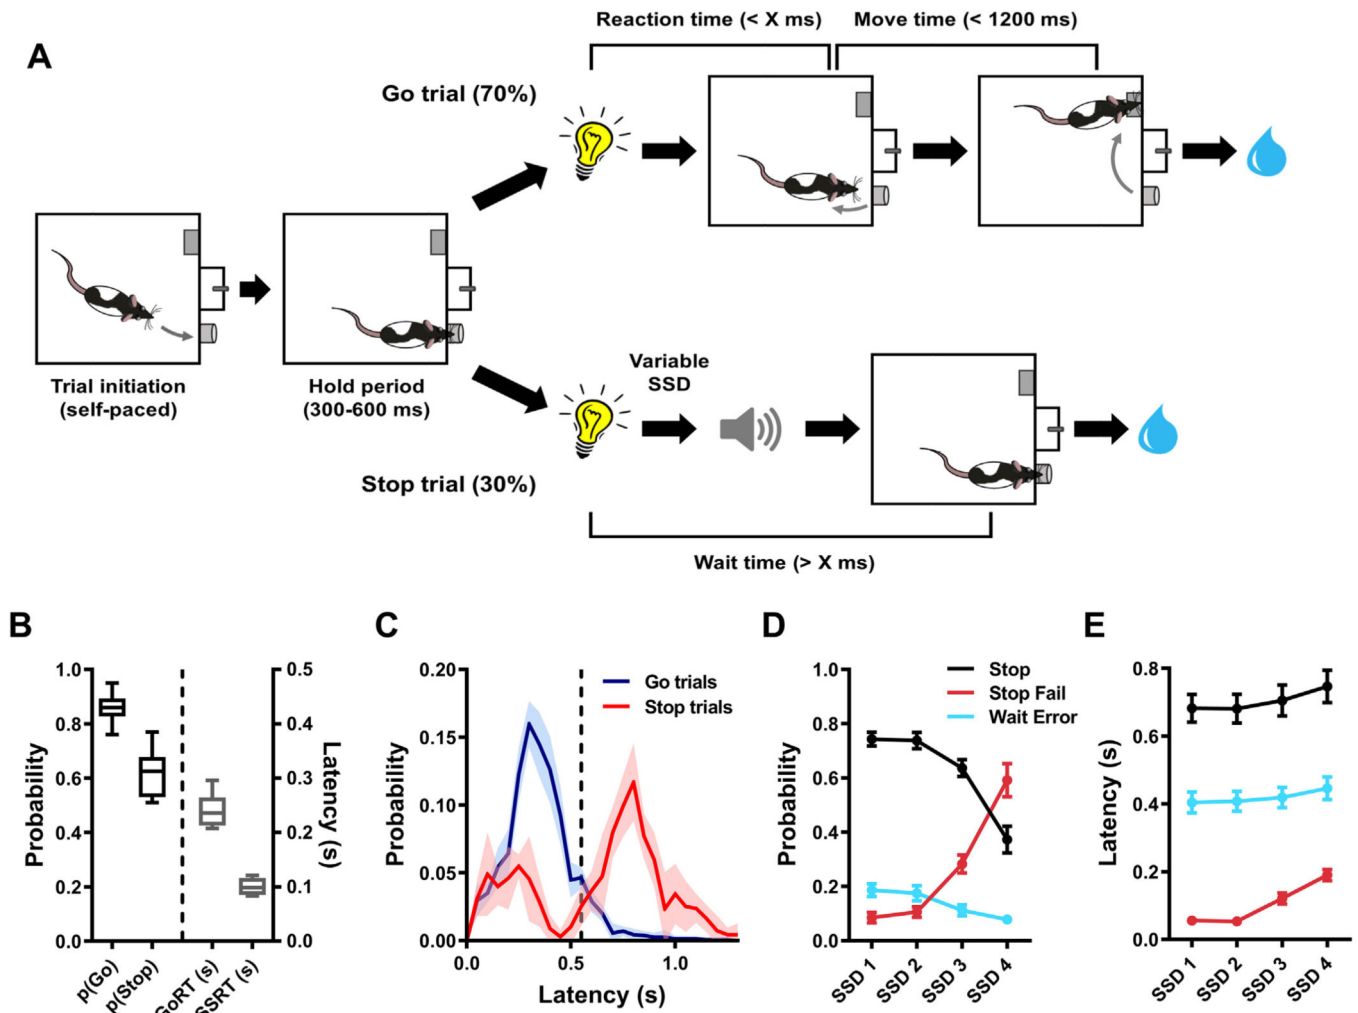 A
Reaction time (< X ms)
Move time (< 1200 ms)
Go trial (70%)
Trial initiation
(self-paced)
Hold period
(300-600 ms)
Variable
SSD
Stop trial (30%)
Wait time (> X ms)
B
Probability
1.0
0.8
0.6
0.4
0.2
0.0
0.5
0.4
0.3
0.2
0.1
0.0
Latency (s)
p(Go)
p(Stop)
GoRT (s)
SSRT (s)
C
Probability
0.20
0.15
0.10
0.05
0.00
Go trials
Stop trials
0.0
0.5
1.0
Latency (s)
D
Probability
1.0
0.8
0.6
0.4
0.2
0.0
Stop
Stop Fail
Wait Error
SSD 1
SSD 2
SSD 3
SSD 4
E
Latency (s)
0.8
0.6
0.4
0.2
0.0
SSD 1
SSD 2
SSD 3
SSD 4